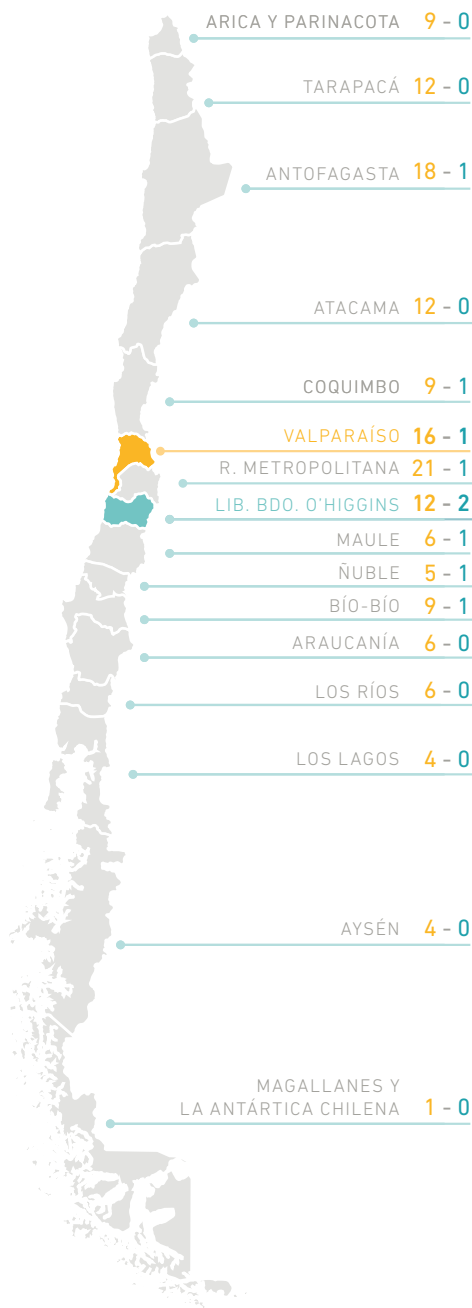 ARICA Y PARINACOTA 9 - 0
TARAPACÁ 12 - 0
ANTOFAGASTA 18 - 1
ATACAMA 12 - 0
COQUIMBO 9 - 1
VALPARAÍSO 16 - 1
R. METROPOLITANA 21 - 1
LIB. BDO. O'HIGGINS 12 - 2
MAULE 6 - 1
ÑUBLE 5 - 1
BÍO-BÍO 9 - 1
ARAUCANÍA 6 - 0
LOS RÍOS 6 - 0
LOS LAGOS 4 - 0
AYSÉN 4 - 0
MAGALLANES Y
LA ANTÁRTICA CHILENA 1 - 0